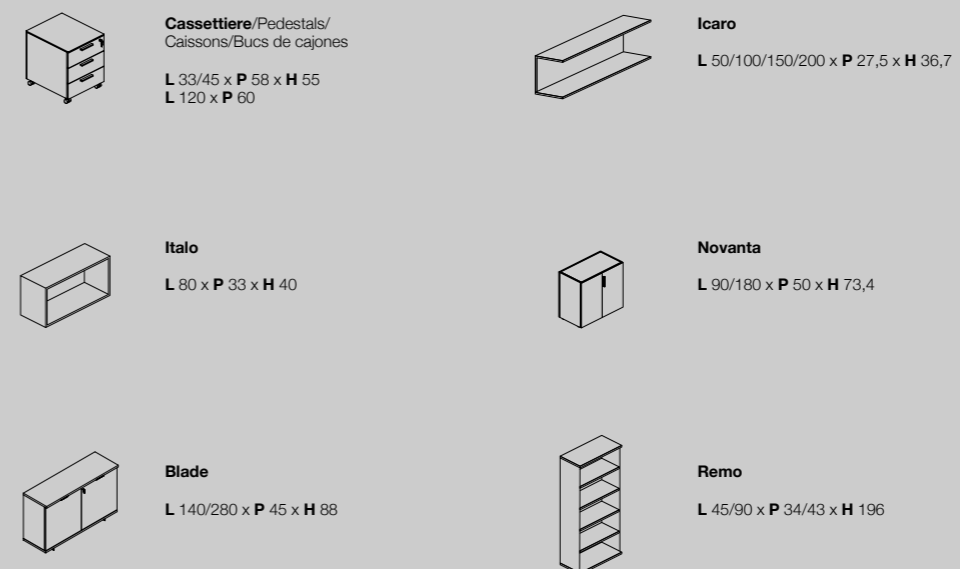 Cassettiere/Pedestals/
Caissons/Bucs de cajones
L 33/45 x P 58 x H 55
L 120 x P 60
Icaro
L 50/100/150/200 x P 27,5 x H 36,7
Italo
L 80 x P 33 x H 40
Novanta
L 90/180 x P 50 x H 73,4
Blade
L 140/280 x P 45 x H 88
Remo
L 45/90 x P 34/43 x H 196